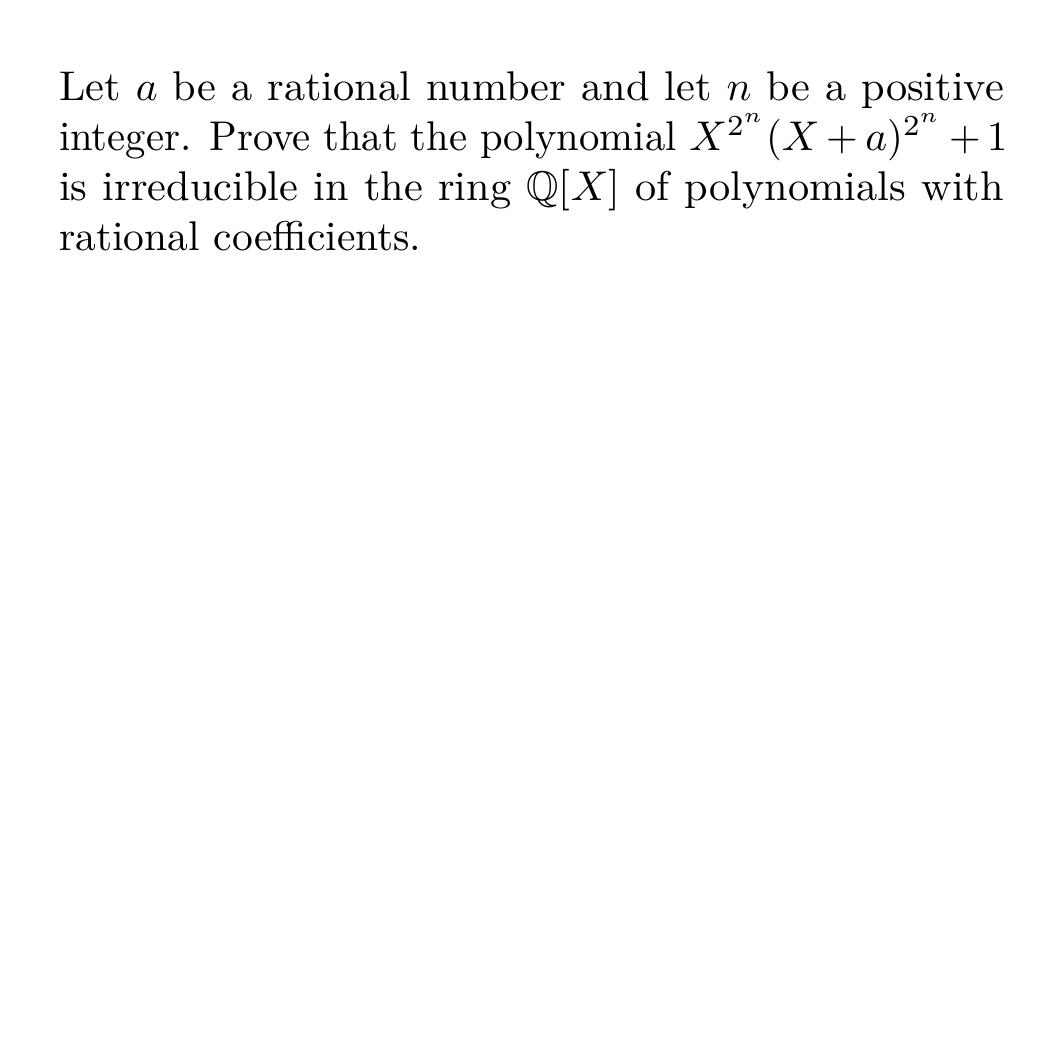 Let $a$ be a rational number and let $n$ be a positive
integer. Prove that the polynomial $X^{2^n}(X + a)^{2^n} + 1$
is irreducible in the ring $\mathbb{Q}[X]$ of polynomials with
rational coefficients.